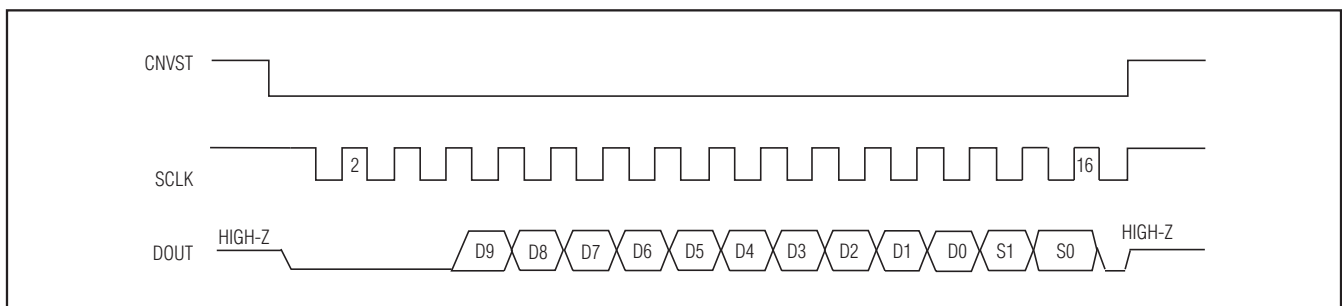 CNVST
SCLK
2
16
DOUT
HIGH-Z
D9
D8
D7
D6
D5
D4
D3
D2
D1
D0
S1
S0
HIGH-Z